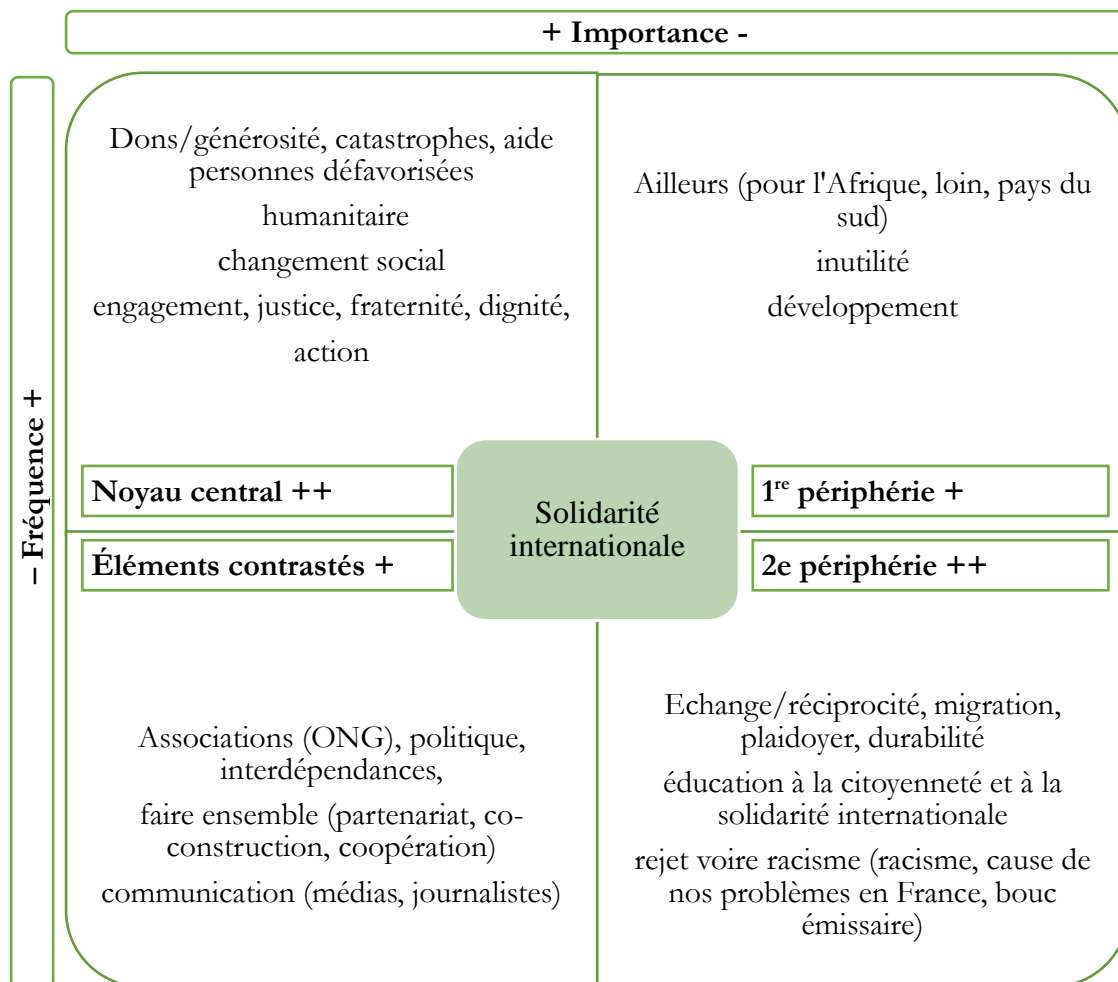 + Importance -
– Fréquence +
Dons/générosité, catastrophes, aide
personnes défavorisées
humanitaire
changement social
engagement, justice, fraternité, dignité,
action
Ailleurs (pour l'Afrique, loin, pays du
sud)
inutilité
développement
Noyau central ++
1re périphérie +
Solidarité
internationale
Éléments contrastés +
2e périphérie ++
Associations (ONG), politique,
interdépendances,
faire ensemble (partenariat, co-
construction, coopération)
communication (médias, journalistes)
Echange/réciprocité, migration,
plaidoyer, durabilité
éducation à la citoyenneté et à la
solidarité internationale
rejet voire racisme (racisme, cause de
nos problèmes en France, bouc
émissaire)